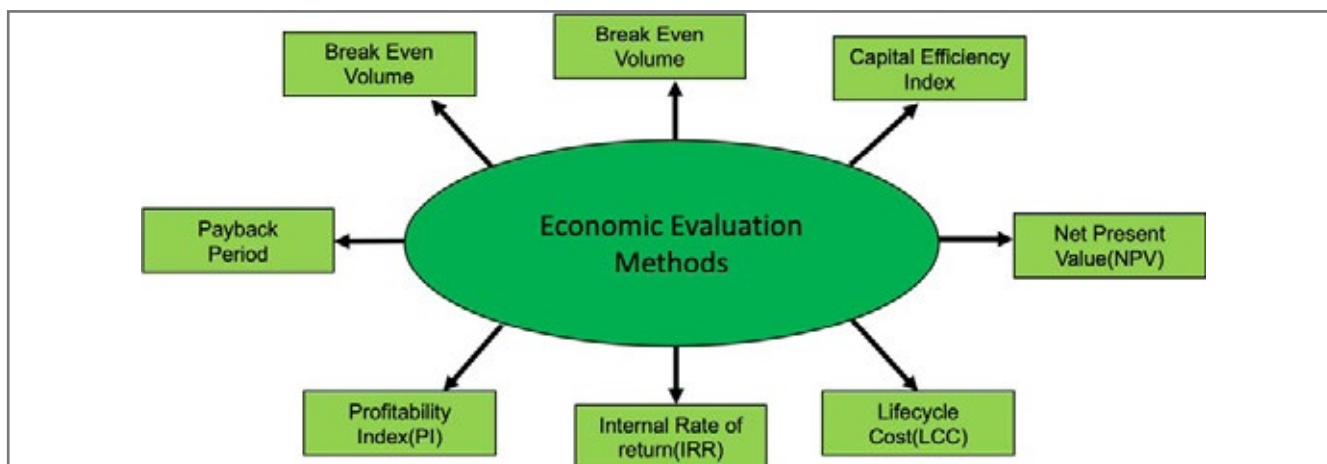 Break Even
Volume
Break Even
Volume
Capital Efficiency
Index
Payback
Period
Economic Evaluation
Methods
Net Present
Value(NPV)
Profitability
Index(PI)
Internal Rate of
return(IRR)
Lifecycle
Cost(LCC)